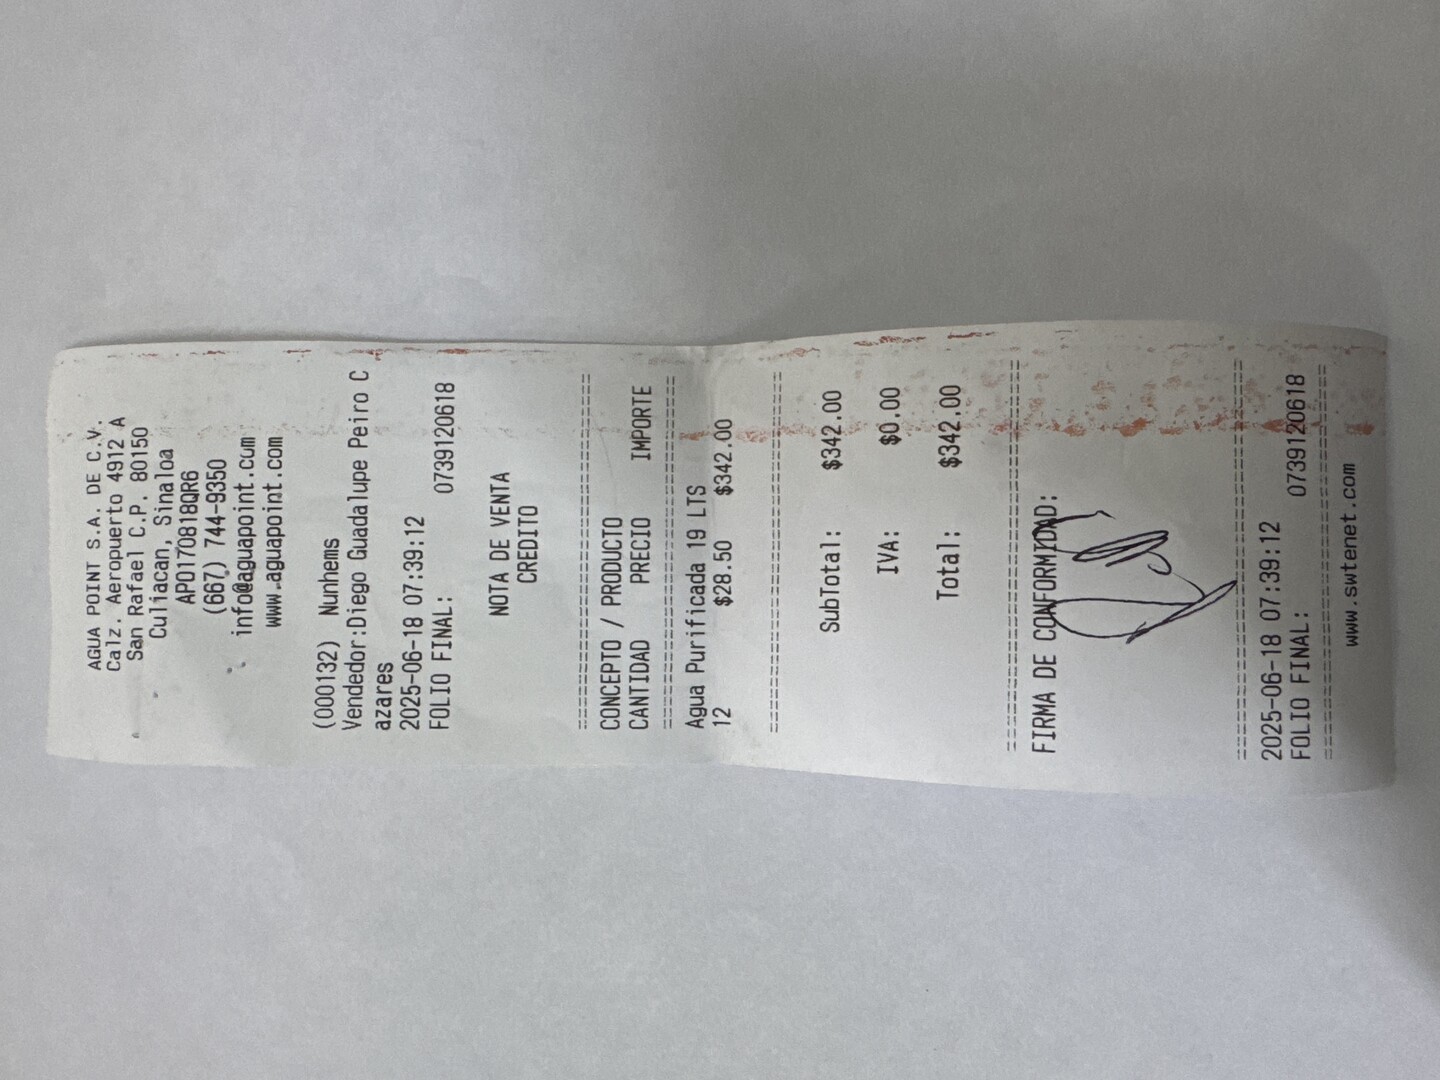 AGUA POINT S.A. DE C.V.
Calz. Aeropuerto 4912 A
San Rafael C.P. 80150
Culiacan, Sinaloa
APO170818QR6
(667) 744-9350
info@aguapoint.com
www.aguapoint.com
(000132) Nunhems
Vendedor:Diego Guadalupe Peiro C
azares
2025-06-18 07:39:12
FOLIO FINAL: 0739120618
NOTA DE VENTA
CREDITO
================================
CONCEPTO / PRODUCTO
CANTIDAD PRECIO IMPORTE
================================
Agua Purificada 19 LTS
12 $28.50 $342.00
================================
SubTotal: $342.00
IVA: $0.00
Total: $342.00
================================
FIRMA DE CONFORMIDAD:
================================
2025-06-18 07:39:12
FOLIO FINAL: 0739120618
================================
www.swtenet.com